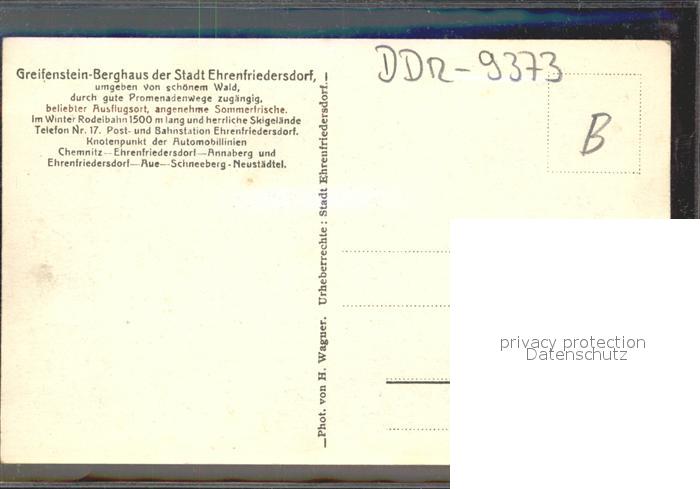 Greifenstein-Berghaus der Stadt Ehrenfriedersdorf,
umgeben von schönem Wald,
durch gute Promenadenwege zugängig,
beliebter Ausflugsort, angenehme Sommerfrische.
Im Winter Rodelbahn 1500 m lang und herrliche Skigelände
Telefon Nr. 17. Post- und Bahnstation Ehrenfriedersdorf.
Knotenpunkt der Automobillinien
Chemnitz—Ehrenfriedersdorf—Annaberg und
Ehrenfriedersdorf—Aue—Schneeberg-Neustädtel.
—Phot. von H. Wagner. Urheberrechte: Stadt Ehrenfriedersdorf.—
DDR-9373
B
privacy protection
Datenschutz